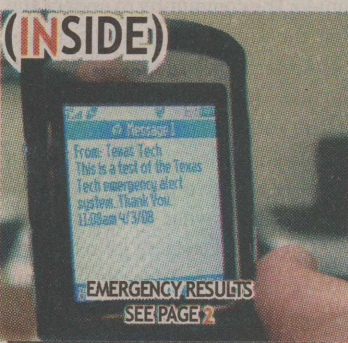 (INSIDE)
Message 1
From: Texas Tech
This is a test of the Texas
Tech emergency alert
system. Thank You.
11:08am 4/3/08
EMERGENCY RESULTS
SEE PAGE 2